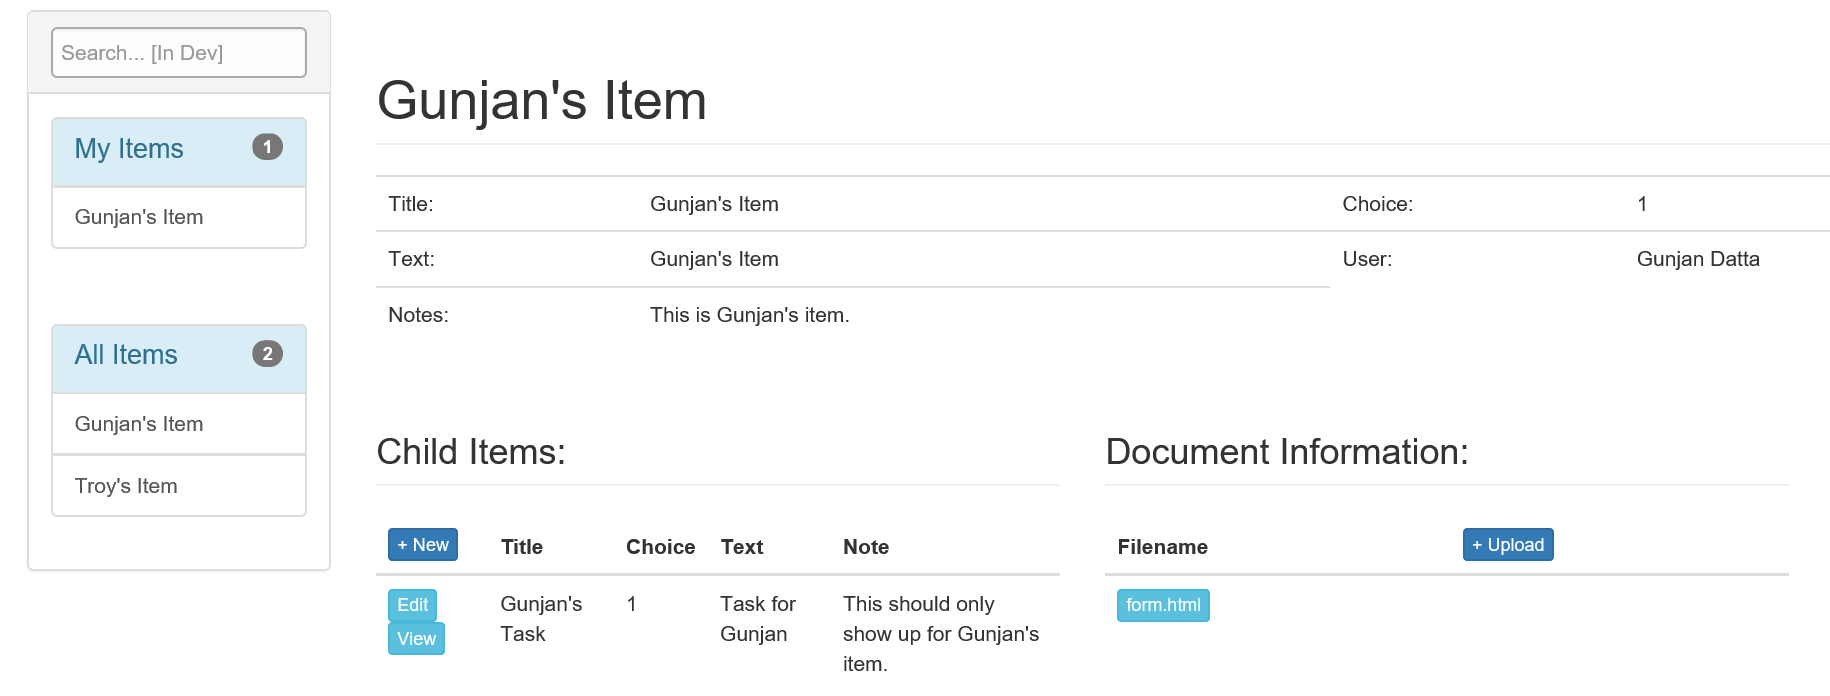 Search... [In Dev]
My Items 1
Gunjan's Item
All Items 2
Gunjan's Item
Troy's Item
Gunjan's Item
Title: Gunjan's Item Choice: 1
Text: Gunjan's Item User: Gunjan Datta
Notes: This is Gunjan's item.
Child Items:
+ New Title Choice Text Note
Edit Gunjan's 1 Task for This should only
View Task Gunjan show up for Gunjan's
item.
Document Information:
Filename + Upload
form.html